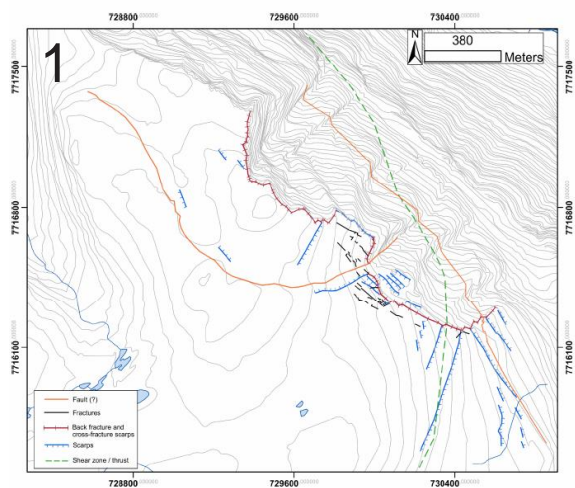 728800 729600 730400
1
N
380
Meters
7717500 7717500
7716800 7716800
7716100 7716100
Fault (?)
Fractures
Back fracture and
cross-fracture scarps
Scarps
Shear zone / thrust
728800 729600 730400